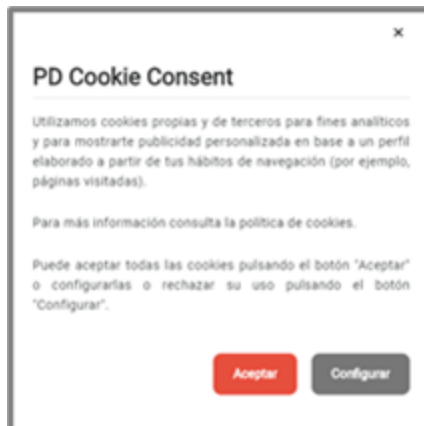 ×
PD Cookie Consent
Utilizamos cookies propias y de terceros para fines analíticos
y para mostrarte publicidad personalizada en base a un perfil
elaborado a partir de tus hábitos de navegación (por ejemplo,
páginas visitadas).
Para más información consulta la política de cookies.
Puede aceptar todas las cookies pulsando el botón "Aceptar"
o configurarlas o rechazar su uso pulsando el botón
"Configurar".
Aceptar Configurar